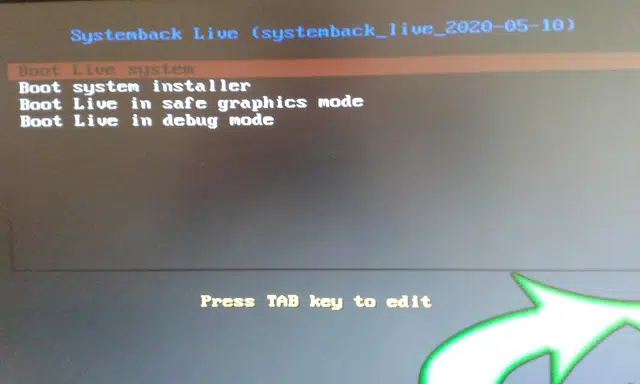 Systemback Live (systemback_live_2020-05-10)
Boot Live system
Boot system installer
Boot Live in safe graphics mode
Boot Live in debug mode
Press TAB key to edit